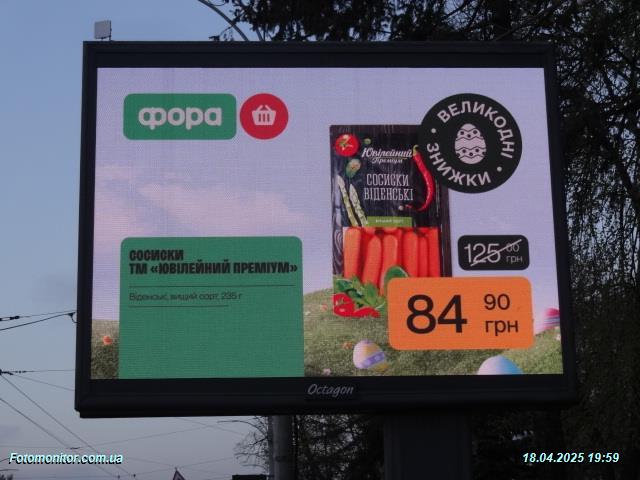 фора
ВЕЛИКОДНІ
ЗНИЖКИ
Ювілейний
Преміум
СОСИСКИ
ВІДЕНСЬКІ
ВИЩИЙ СОРТ
125 00
грн
84 90
грн
СОСИСКИ
ТМ «ЮВІЛЕЙНИЙ ПРЕМІУМ»
Віденські, вищий сорт, 235 г
Octagon
Fotomonitor.com.ua
18.04.2025 19:59